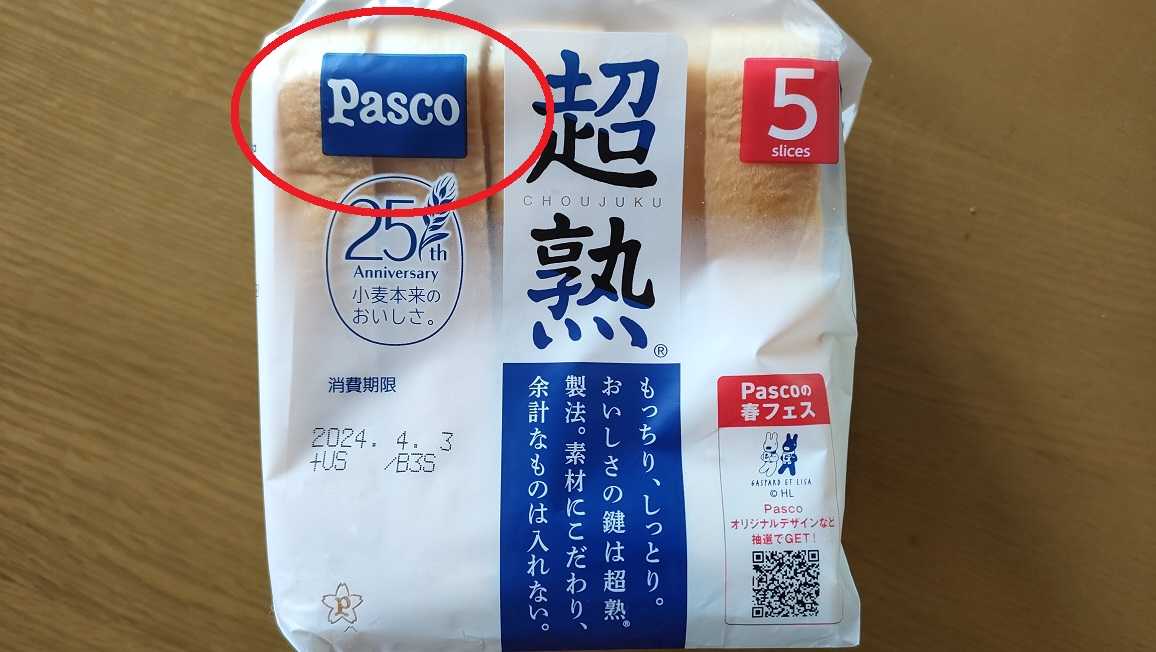 Pasco
超熟
CHOUJUKU
®
5
slices
25th
Anniversary
小麦本来の
おいしさ。
消費期限
2024. 4. 3
+US /B3S
もっちり、しっとり。
おいしさの鍵は超熟®
製法。素材にこだわり、
余計なものは入れない。
Pascoの
春フェス
GASPARD ET LISA
© HL
Pasco
オリジナルデザインなど
抽選でGET!
P